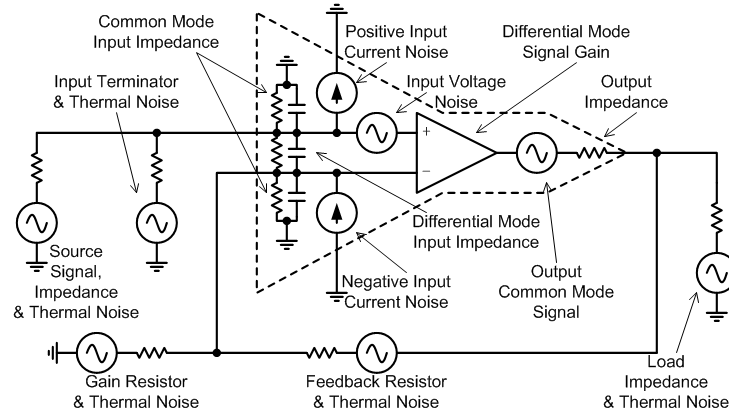 Common Mode
Input Impedance
Positive Input
Current Noise
Differential Mode
Signal Gain
Input Terminator
& Thermal Noise
Input Voltage
Noise
Output
Impedance
+
−
Source
Signal,
Impedance
& Thermal Noise
Differential Mode
Input Impedance
Negative Input
Current Noise
Output
Common Mode
Signal
Gain Resistor
& Thermal Noise
Feedback Resistor
& Thermal Noise
Load
Impedance
& Thermal Noise